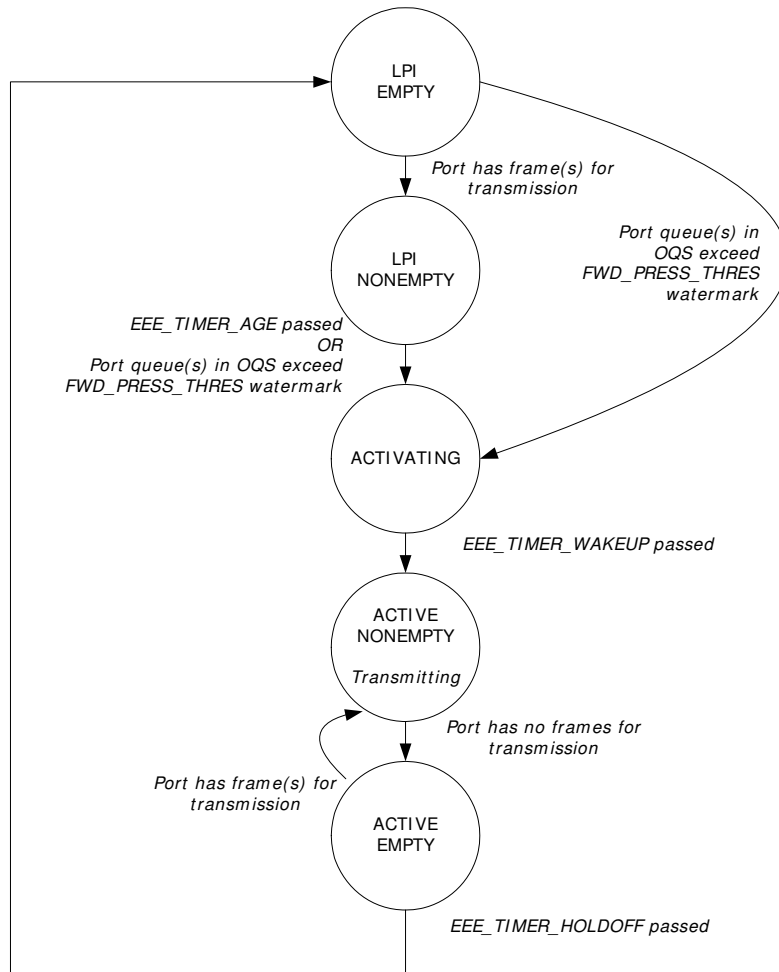 LPI
EMPTY
Port has frame(s) for
transmission
Port queue(s) in
OQS exceed
FWD_PRESS_THRES
watermark
LPI
NONEMPTY
EEE_TIMER_AGE passed
OR
Port queue(s) in OQS exceed
FWD_PRESS_THRES watermark
ACTIVATING
EEE_TIMER_WAKEUP passed
ACTIVE
NONEMPTY
Transmitting
Port has no frames for
transmission
Port has frame(s) for
transmission
ACTIVE
EMPTY
EEE_TIMER_HOLDOFF passed